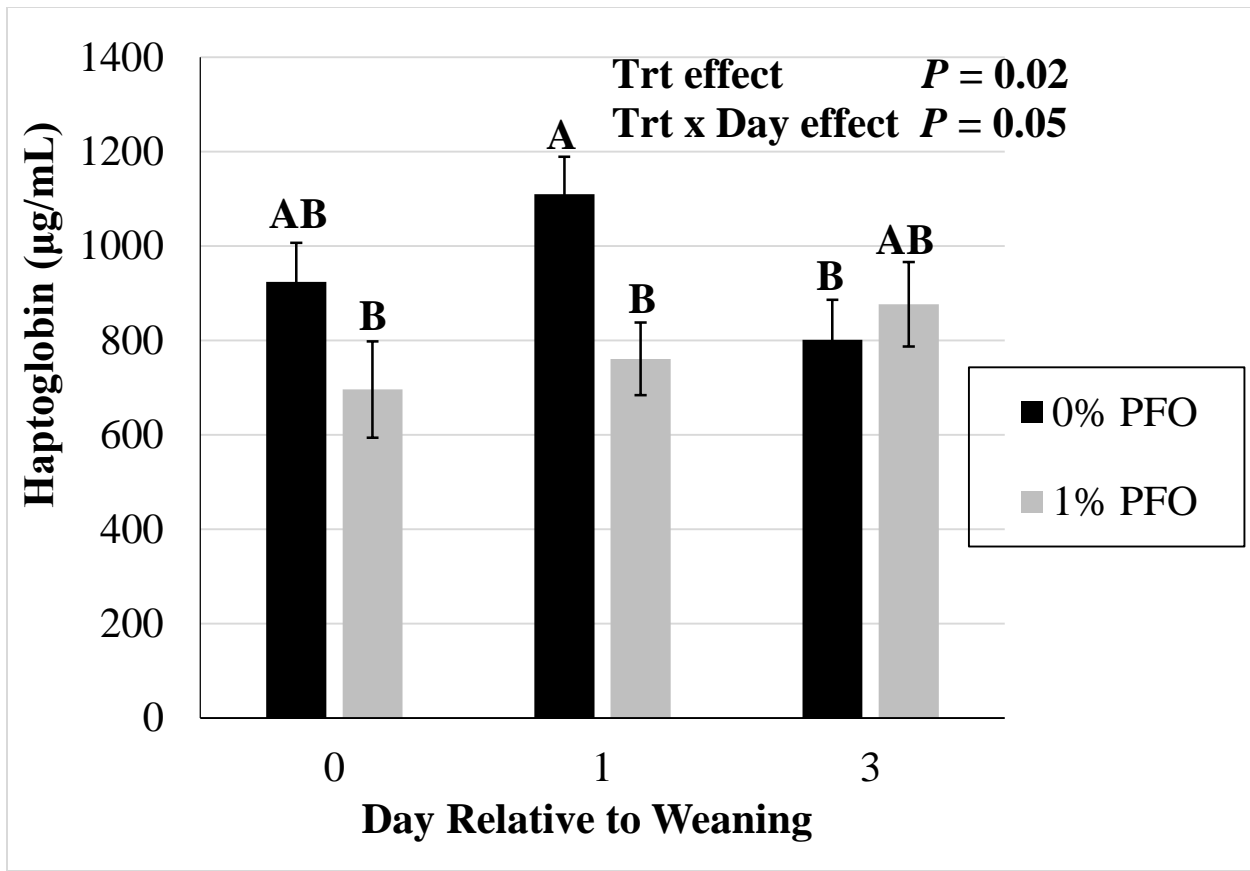 1400
1200
1000
800
600
400
200
0
Haptoglobin (µg/mL)
Trt effect P = 0.02
Trt x Day effect P = 0.05
AB
B
A
B
B
AB
0% PFO
1% PFO
0
1
3
Day Relative to Weaning